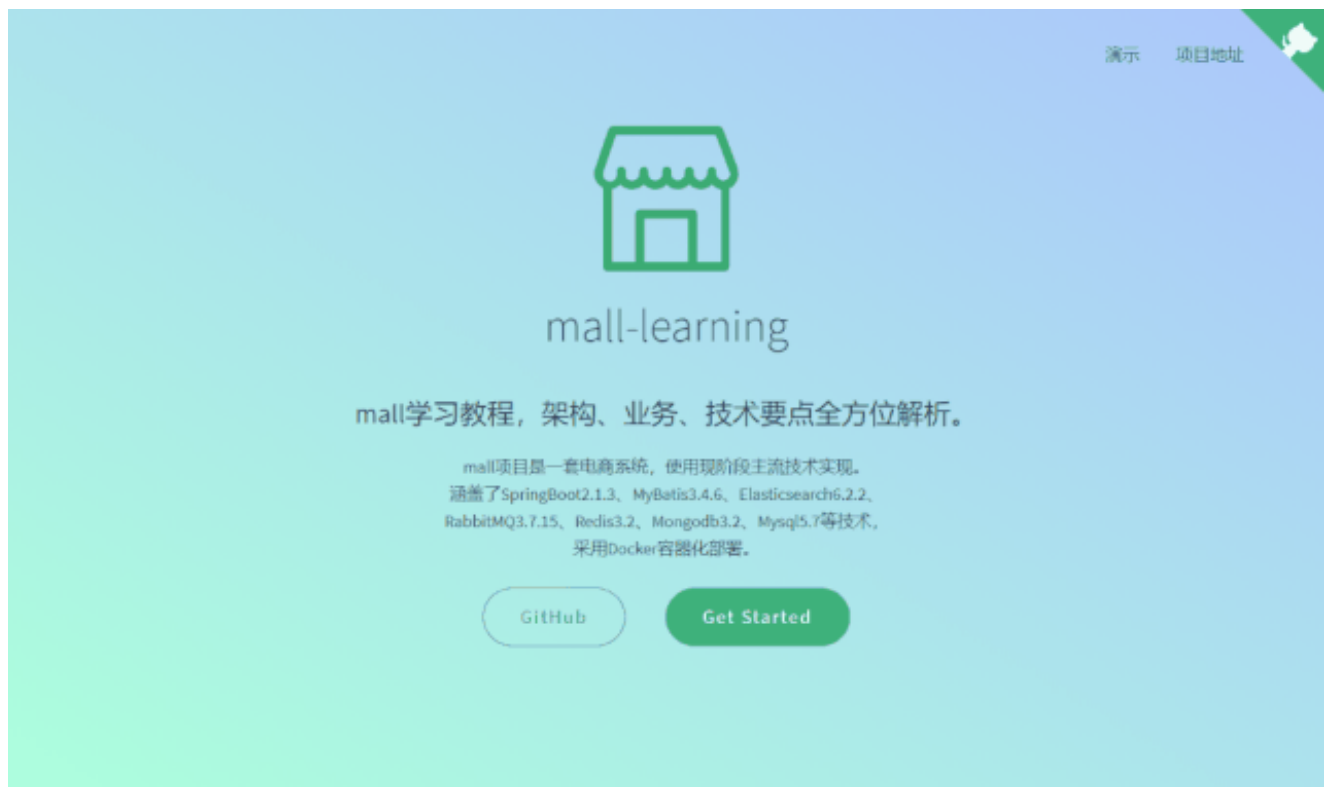 演示 项目地址
mall-learning
mall学习教程，架构、业务、技术要点全方位解析。
mall项目是一套电商系统，使用现阶段主流技术实现。
涵盖了SpringBoot2.1.3、MyBatis3.4.6、Elasticsearch6.2.2、
RabbitMQ3.7.15、Redis3.2、Mongodb3.2、Mysql5.7等技术，
采用Docker容器化部署。
GitHub Get Started